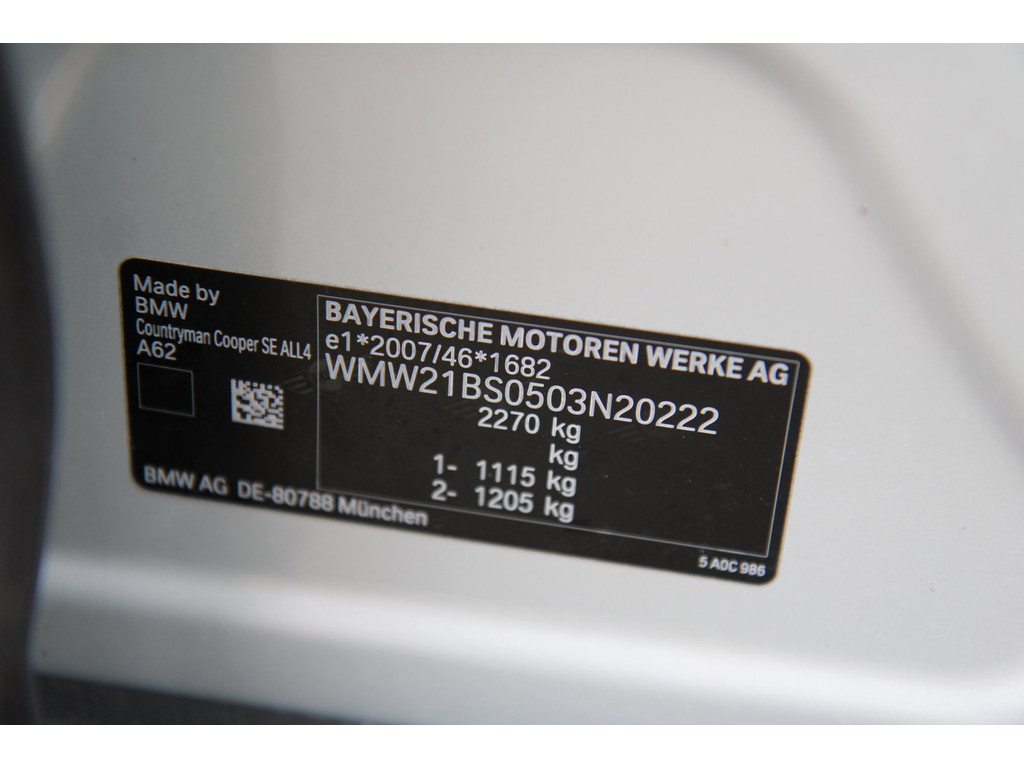 Made by
BMW
Countryman Cooper SE ALL4
A62
BAYERISCHE MOTOREN WERKE AG
e1*2007/46*1682
WMW21BS0503N20222
2270 kg
kg
1- 1115 kg
2- 1205 kg
BMW AG DE-80788 München
5 A0C 986